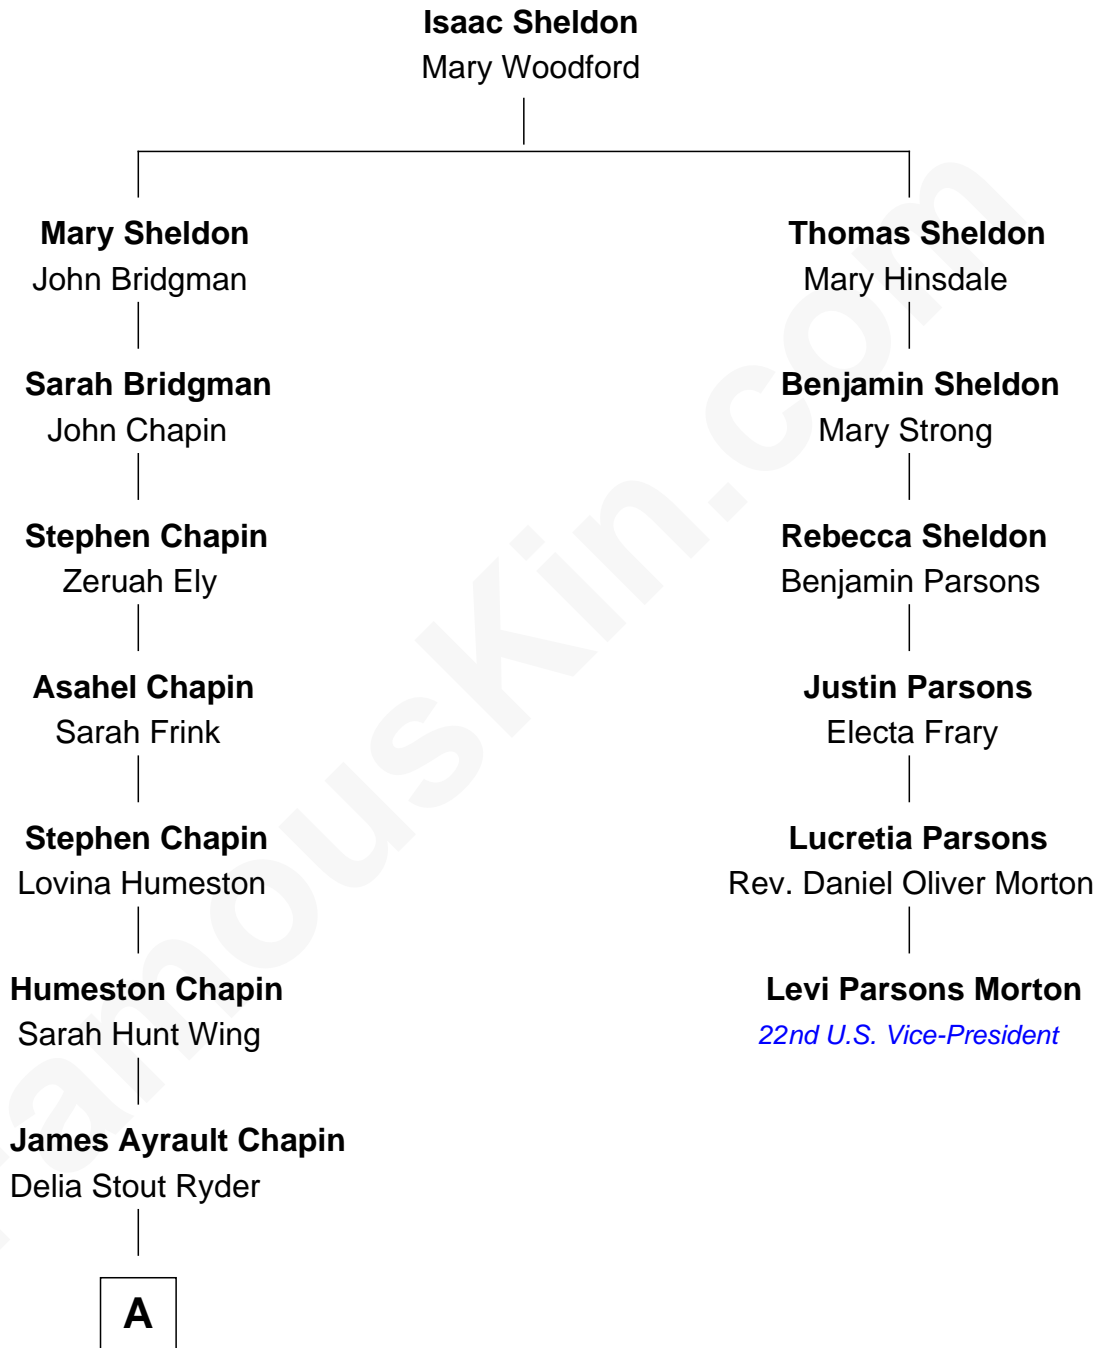 Isaac Sheldon
Mary Woodford
Mary Sheldon
John Bridgman
Sarah Bridgman
John Chapin
Stephen Chapin
Zeruah Ely
Asahel Chapin
Sarah Frink
Stephen Chapin
Lovina Humeston
Humeston Chapin
Sarah Hunt Wing
James Ayrault Chapin
Delia Stout Ryder
A
Thomas Sheldon
Mary Hinsdale
Benjamin Sheldon
Mary Strong
Rebecca Sheldon
Benjamin Parsons
Justin Parsons
Electa Frary
Lucretia Parsons
Rev. Daniel Oliver Morton
Levi Parsons Morton
22nd U.S. Vice-President
FamousKin.com